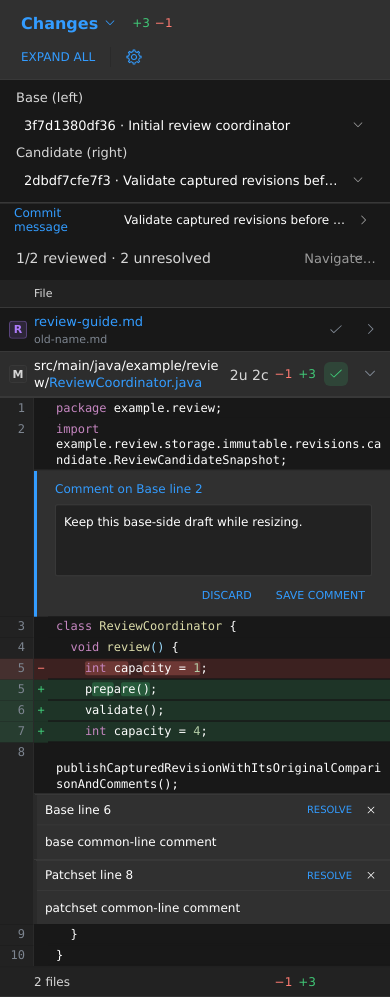 Changes +3 −1
EXPAND ALL
Base (left)
3f7d1380df36 · Initial review coordinator
Candidate (right)
2dbdf7cfe7f3 · Validate captured revisions bef…
Commit
message
Validate captured revisions before …
1/2 reviewed · 2 unresolved Navigate…
File
R review-guide.md
old-name.md
M src/main/java/example/revie
w/ReviewCoordinator.java 2u 2c −1 +3
1 package example.review;
2 import
example.review.storage.immutable.revisions.ca
ndidate.ReviewCandidateSnapshot;
Comment on Base line 2
Keep this base-side draft while resizing.
DISCARD SAVE COMMENT
3 class ReviewCoordinator {
4 void review() {
5 − int capacity = 1;
5 + prepare();
6 + validate();
7 + int capacity = 4;
8
publishCapturedRevisionWithItsOriginalCompari
sonAndComments();
Base line 6 RESOLVE ×
base common-line comment
Patchset line 8 RESOLVE ×
patchset common-line comment
9 }
10 }
2 files −1 +3